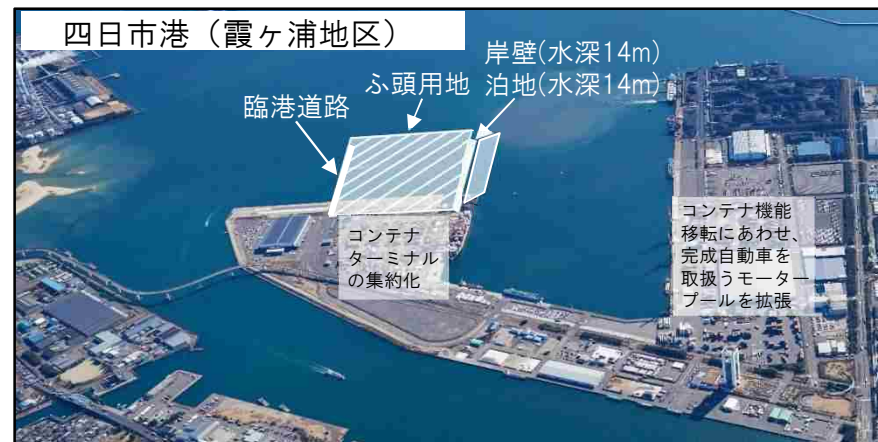 四日市港（霞ヶ浦地区）
岸壁(水深14m)
ふ頭用地
泊地(水深14m)
臨港道路
コンテナ
ターミナル
の集約化
コンテナ機能
移転にあわせ、
完成自動車を
取扱うモーター
プールを拡張